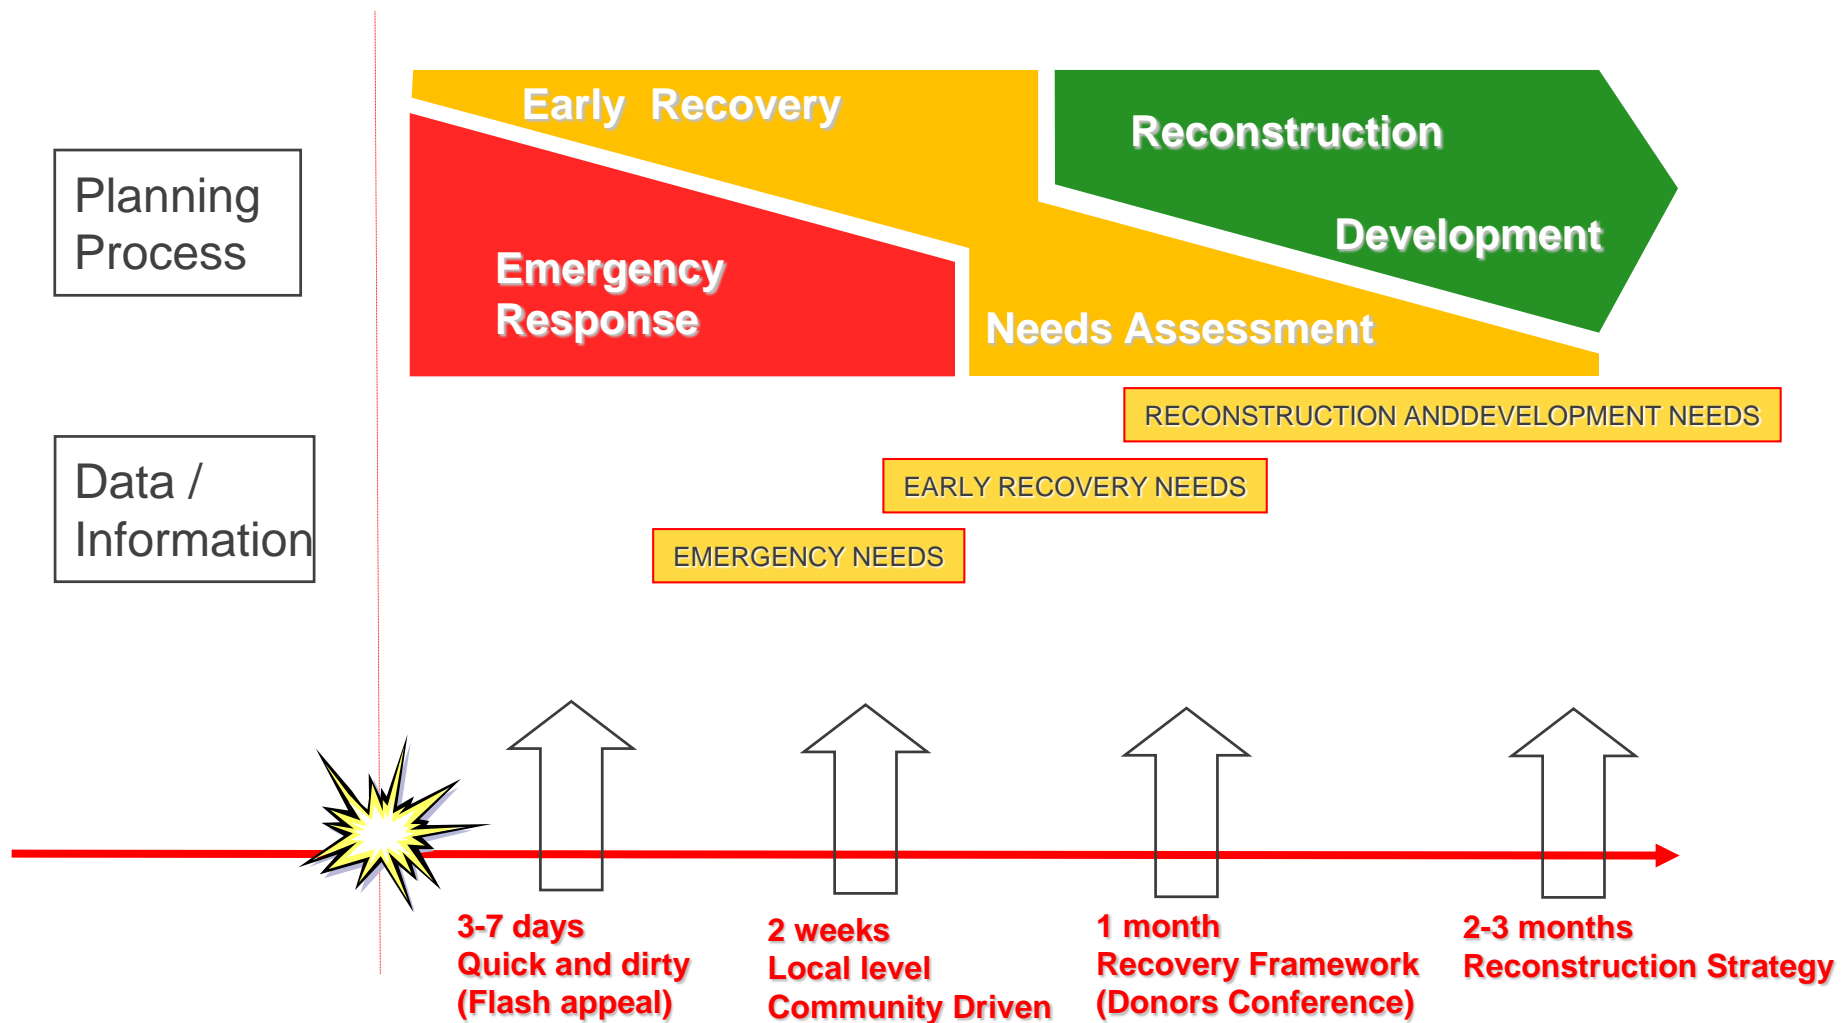 Planning
Process
Early  Recovery
Emergency
Response
Needs Assessment
Reconstruction
Development
Data /
Information
RECONSTRUCTION ANDDEVELOPMENT NEEDS
EARLY RECOVERY NEEDS
EMERGENCY NEEDS
3-7 days
Quick and dirty
(Flash appeal)
2 weeks
Local level
Community Driven
1 month
Recovery Framework
(Donors Conference)
2-3 months
Reconstruction Strategy